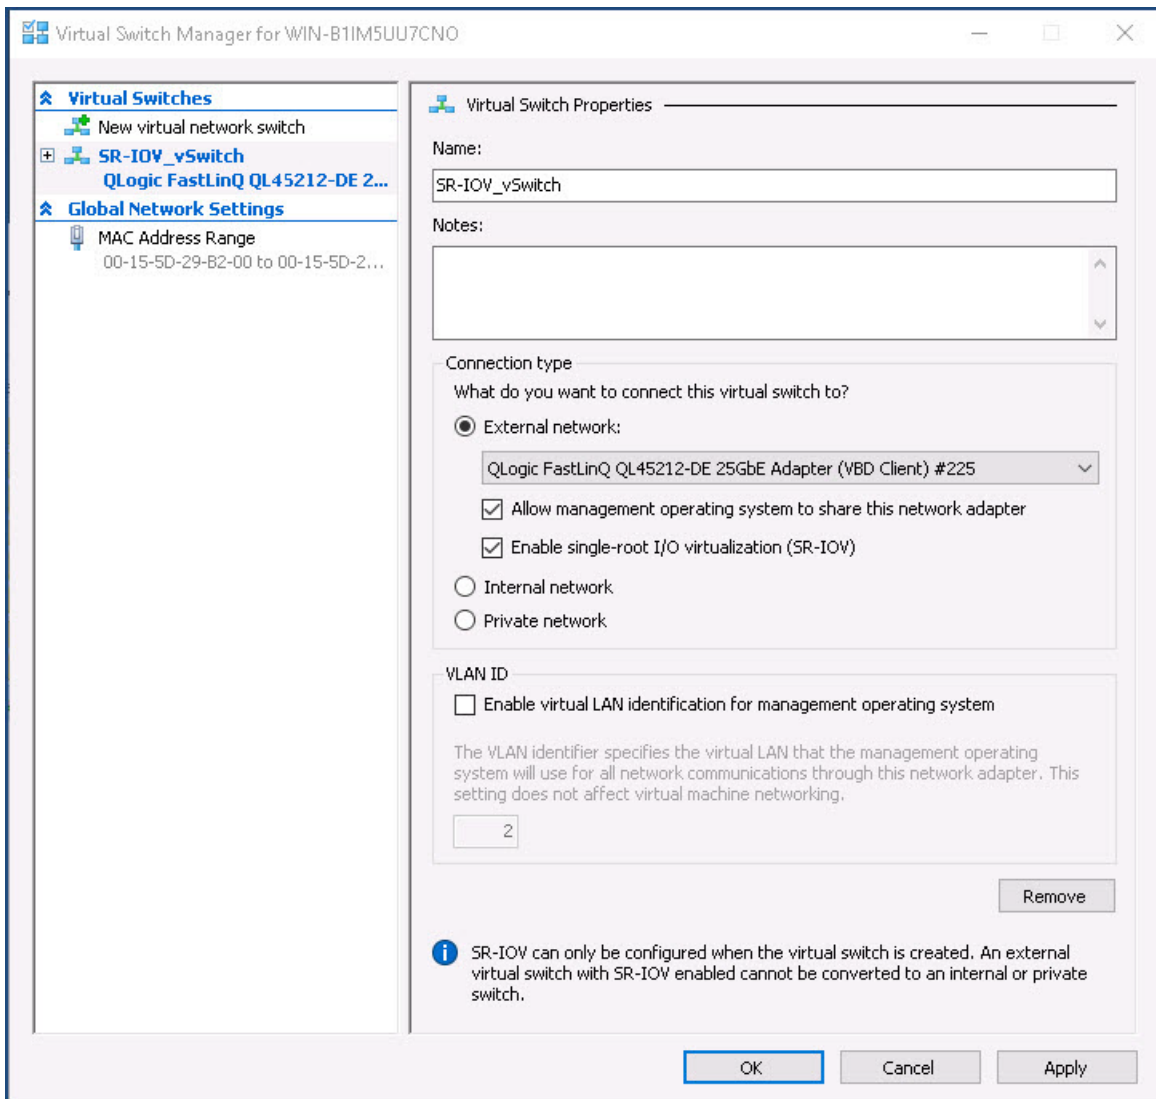 Virtual Switch Manager for WIN-B1IM5UU7CNO
Virtual Switches
New virtual network switch
SR-IOV_vSwitch
QLogic FastLinQ QL45212-DE 2...
Global Network Settings
MAC Address Range
00-15-5D-29-B2-00 to 00-15-5D-2...
Virtual Switch Properties
Name:
SR-IOV_vSwitch
Notes:
Connection type
What do you want to connect this virtual switch to?
External network:
QLogic FastLinQ QL45212-DE 25GbE Adapter (VBD Client) #225
Allow management operating system to share this network adapter
Enable single-root I/O virtualization (SR-IOV)
Internal network
Private network
VLAN ID
Enable virtual LAN identification for management operating system
The VLAN identifier specifies the virtual LAN that the management operating
system will use for all network communications through this network adapter. This
setting does not affect virtual machine networking.
2
Remove
SR-IOV can only be configured when the virtual switch is created. An external
virtual switch with SR-IOV enabled cannot be converted to an internal or private
switch.
OK
Cancel
Apply